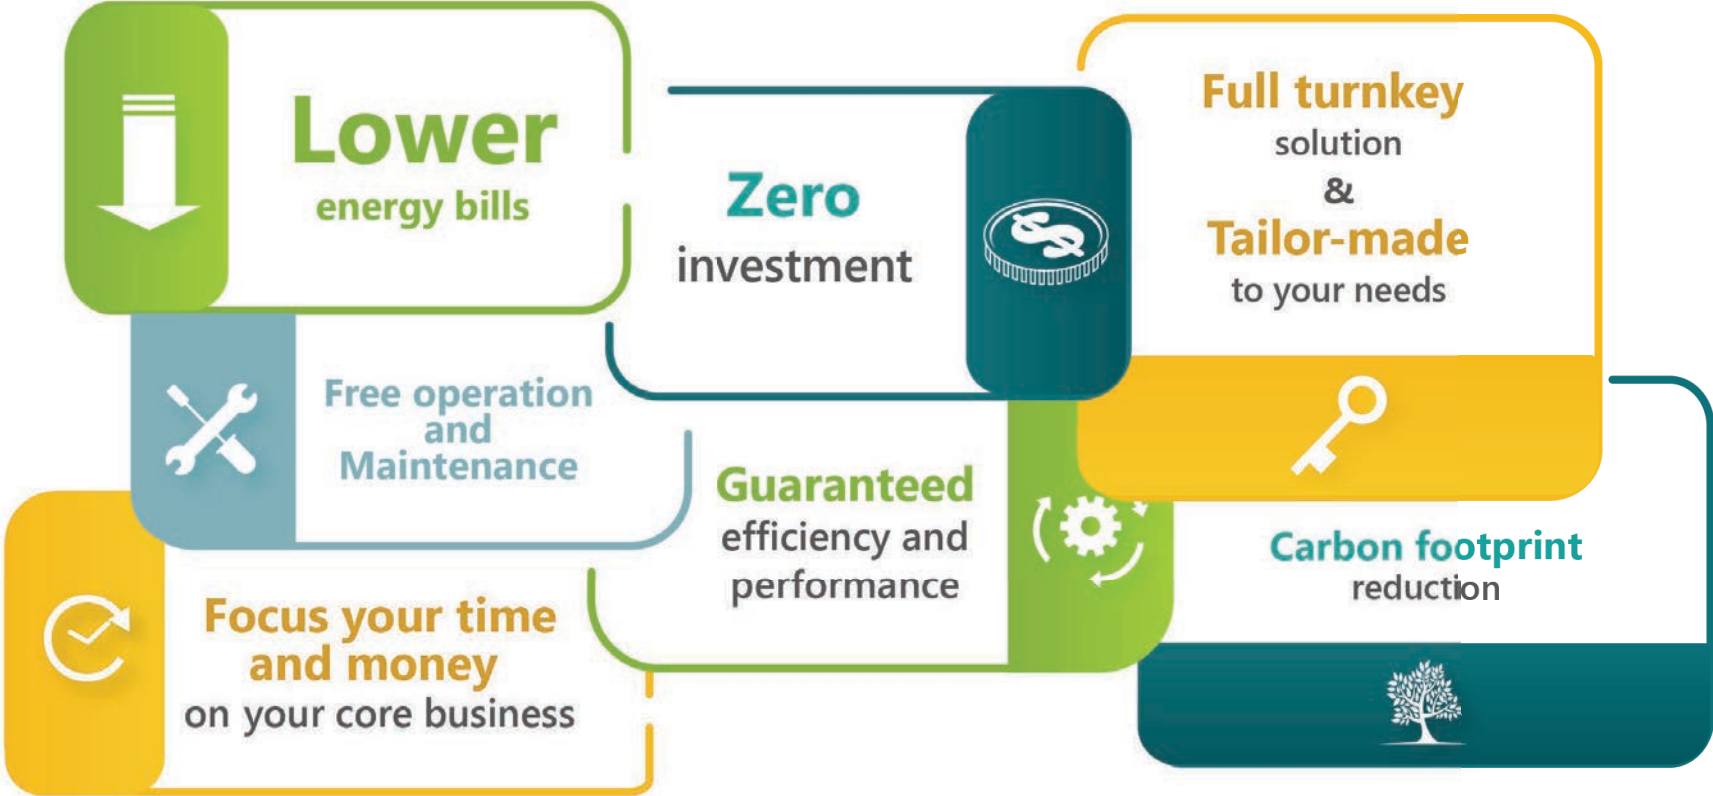 Lower
energy bills
Zero
investment
Full turnkey
solution
&
Tailor-made
to your needs
Free operation
and
Maintenance
Guaranteed
efficiency and
performance
Carbon footprint
reduction
Focus your time
and money
on your core business